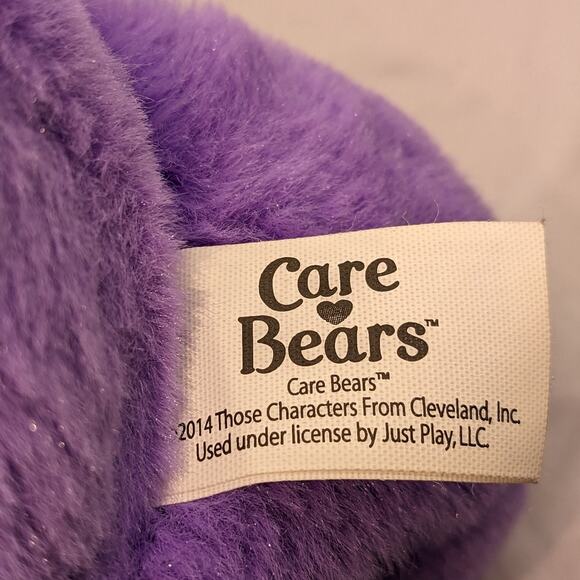 Care
Bears™
Care Bears™
2014 Those Characters From Cleveland, Inc.
Used under license by Just Play, LLC.